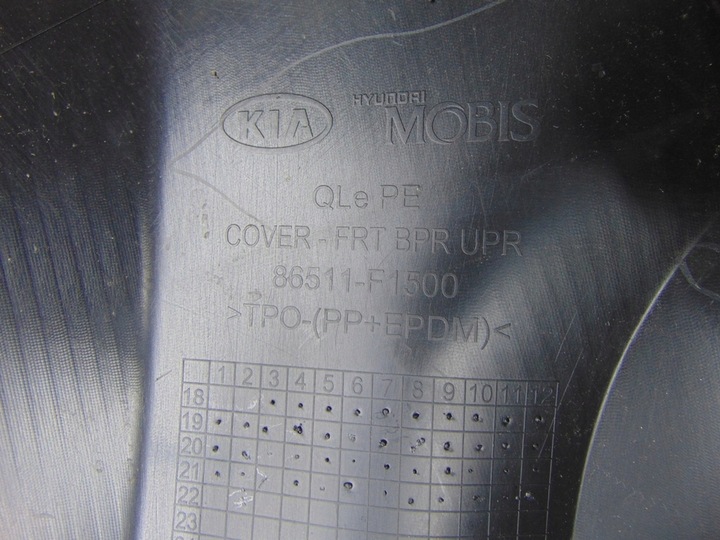 KIA
HYUNDAI
MOBIS
QLe PE
COVER - FRT BPR UPR
86511-F1500
>TPO-(PP+EPDM)<
1 2 3 4 5 6 7 8 9 10 11 12
18
19
20
21
22
23